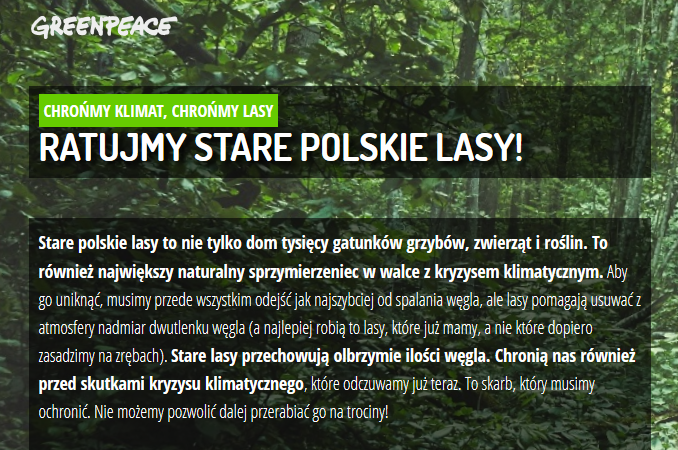 GREENPEACE
CHROŃMY KLIMAT, CHROŃMY LASY
RATUJMY STARE POLSKIE LASY!
Stare polskie lasy to nie tylko dom tysięcy gatunków grzybów, zwierząt i roślin. To
również największy naturalny sprzymierzeniec w walce z kryzysem klimatycznym. Aby
go uniknąć, musimy przede wszystkim odejść jak najszybciej od spalania węgla, ale lasy pomagają usuwać z
atmosfery nadmiar dwutlenku węgla (a najlepiej robią to lasy, które już mamy, a nie które dopiero
zasadzimy na zrębach). Stare lasy przechowują olbrzymie ilości węgla. Chronią nas również
przed skutkami kryzysu klimatycznego, które odczuwamy już teraz. To skarb, który musimy
ochronić. Nie możemy pozwolić dalej przerabiać go na trociny!